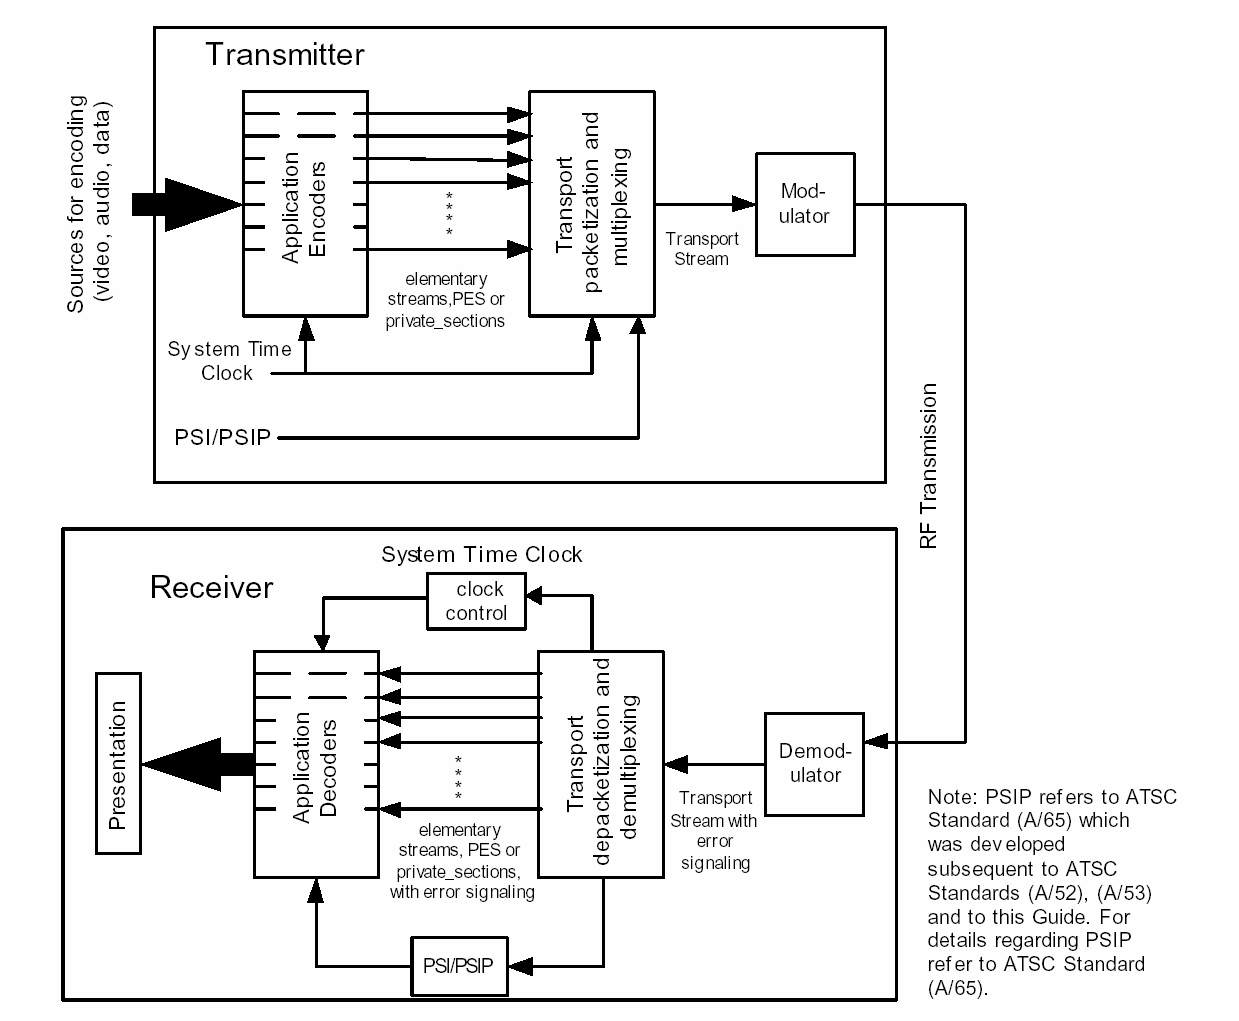 Transmitter
Sources for encoding
(video, audio, data)
Application
Encoders
* * * *
elementary
streams,PES or
private_sections
Transport
packetization and
multiplexing
Transport
Stream
Mod-
ulator
System Time
Clock
PSI/PSIP
RF Transmission
Receiver
System Time Clock
clock
control
Presentation
Application
Decoders
* * * *
elementary
streams, PES or
private_sections,
with error signaling
Transport
depacketization and
demultiplexing
Transport
Stream with
error
signaling
Demod-
ulator
PSI/PSIP
Note: PSIP refers to ATSC
Standard (A/65) which
was developed
subsequent to ATSC
Standards (A/52), (A/53)
and to this Guide. For
details regarding PSIP
refer to ATSC Standard
(A/65).